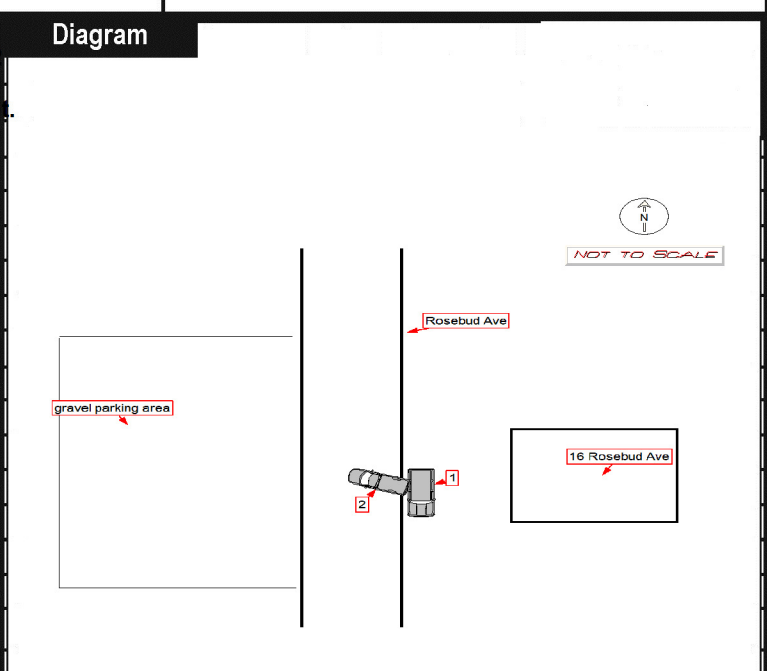 Diagram
t.
N
NOT TO SCALE
Rosebud Ave
gravel parking area
16 Rosebud Ave
1
2